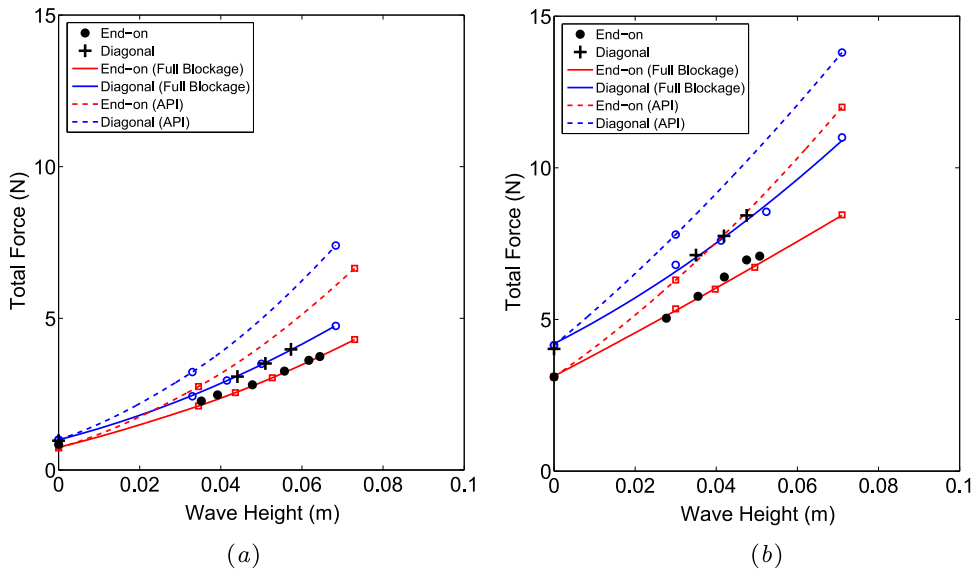 15
10
5
0
Total Force (N)
End-on
Diagonal
End-on (Full Blockage)
Diagonal (Full Blockage)
End-on (API)
Diagonal (API)
0 0.02 0.04 0.06 0.08 0.1
Wave Height (m)
(a)
15
10
5
0
Total Force (N)
End-on
Diagonal
End-on (Full Blockage)
Diagonal (Full Blockage)
End-on (API)
Diagonal (API)
0 0.02 0.04 0.06 0.08 0.1
Wave Height (m)
(b)